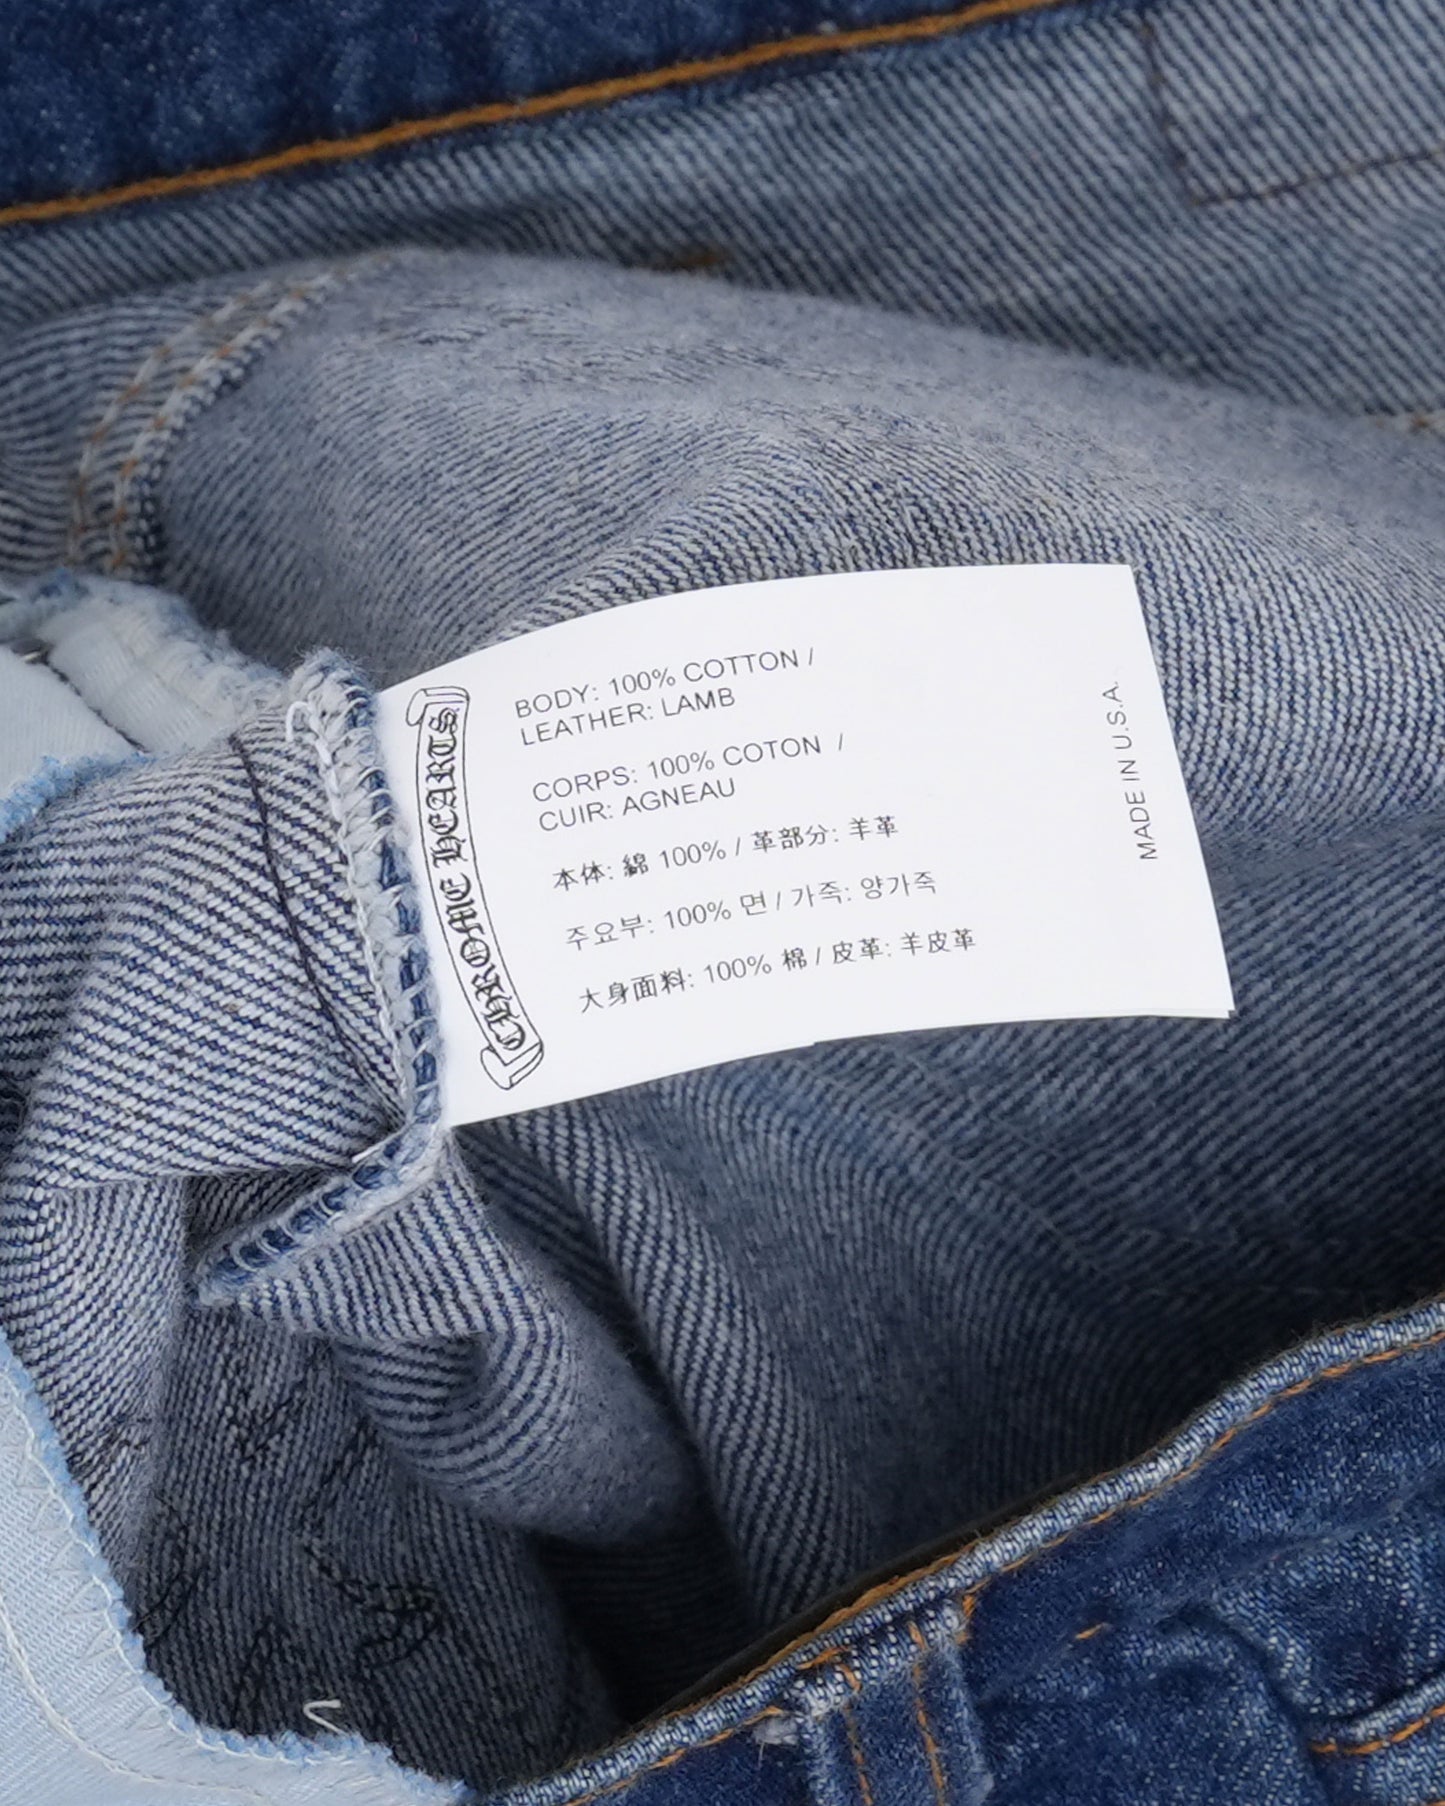 CHROME HEARTS
BODY: 100% COTTON /
LEATHER: LAMB
CORPS: 100% COTON /
CUIR: AGNEAU
本体: 綿 100% / 革部分: 羊革
주요부: 100% 면 / 가죽: 양가죽
大身面料: 100% 棉 / 皮革: 羊皮革
MADE IN U.S.A.